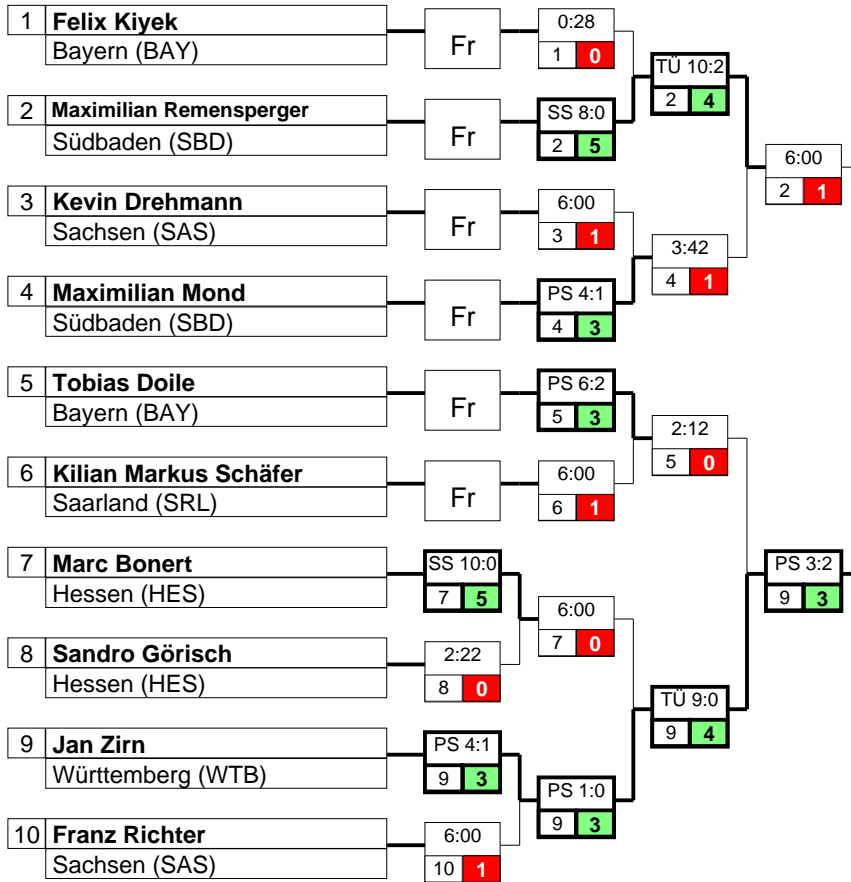 1 Felix Kiyek
Bayern (BAY)
Fr
0:28
1 0
TÜ 10:2
2 4
2 Maximilian Remensperger
Südbaden (SBD)
Fr
SS 8:0
2 5
6:00
2 1
3 Kevin Drehmann
Sachsen (SAS)
Fr
6:00
3 1
3:42
4 1
4 Maximilian Mond
Südbaden (SBD)
Fr
PS 4:1
4 3
5 Tobias Doile
Bayern (BAY)
Fr
PS 6:2
5 3
2:12
5 0
6 Kilian Markus Schäfer
Saarland (SRL)
Fr
6:00
6 1
7 Marc Bonert
Hessen (HES)
SS 10:0
7 5
PS 3:2
9 3
6:00
7 0
8 Sandro Görisch
Hessen (HES)
2:22
8 0
TÜ 9:0
9 4
9 Jan Zirn
Württemberg (WTB)
PS 4:1
9 3
PS 1:0
9 3
10 Franz Richter
Sachsen (SAS)
6:00
10 1